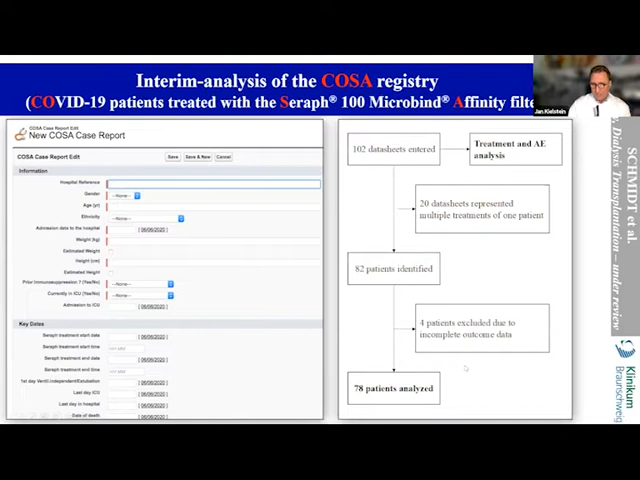 Interim-analysis of the COSA registry
(COVID-19 patients treated with the Seraph® 100 Microbind® Affinity filte
Jan Kielstein
COSA Case Report Edit
New COSA Case Report
COSA Case Report Edit
Save
Save & New
Cancel
Information
Hospital Reference
Gender
--None--
Age (yr)
Ethnicity
--None--
Admission date to the hospital
[ 06/06/2020 ]
Weight (kg)
Estimated Weight
Height (cm)
Estimated Height
Prior Immunosuppression ? (Yes/No)
--None--
Currently in ICU (Yes/No)
--None--
Admission to ICU
[ 06/06/2020 ]
Key Dates
Seraph treatment start date
[ 06/06/2020 ]
Seraph treatment start time
Seraph treatment end date
[ 06/06/2020 ]
Seraph treatment end time
1st day Ventil.independent/Extubation
[ 06/06/2020 ]
Last day ICU
[ 06/06/2020 ]
Last day in hospital
[ 06/06/2020 ]
Date of death
[ 06/06/2020 ]
102 datasheets entered
Treatment and AE
analysis
20 datasheets represented
multiple treatments of one patient
82 patients identified
4 patients excluded due to
incomplete outcome data
78 patients analyzed
SCHMIDT et al.
Dialysis Transplantation – under review
Klinikum
Braunschweig